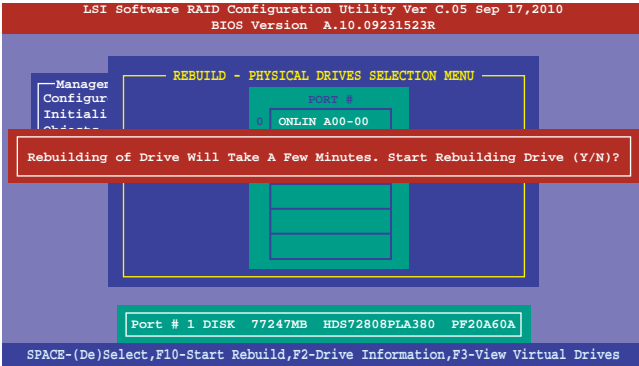 LSI Software RAID Configuration Utility Ver C.05 Sep 17,2010
BIOS Version A.10.09231523R
Managem
Configur
Initiali
REBUILD - PHYSICAL DRIVES SELECTION MENU
PORT #
0 ONLIN A00-00
Rebuilding of Drive Will Take A Few Minutes. Start Rebuilding Drive (Y/N)?
Port # 1 DISK 77247MB HDS72808PLA380 PF20A60A
SPACE-(De)Select,F10-Start Rebuild,F2-Drive Information,F3-View Virtual Drives